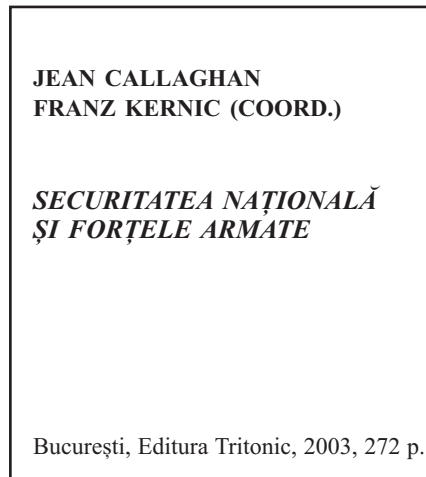 JEAN CALLAGHAN
FRANZ KERNIC (COORD.)
SECURITATEA NAȚIONALĂ
ȘI FORȚELE ARMATE
București, Editura Tritonic, 2003, 272 p.